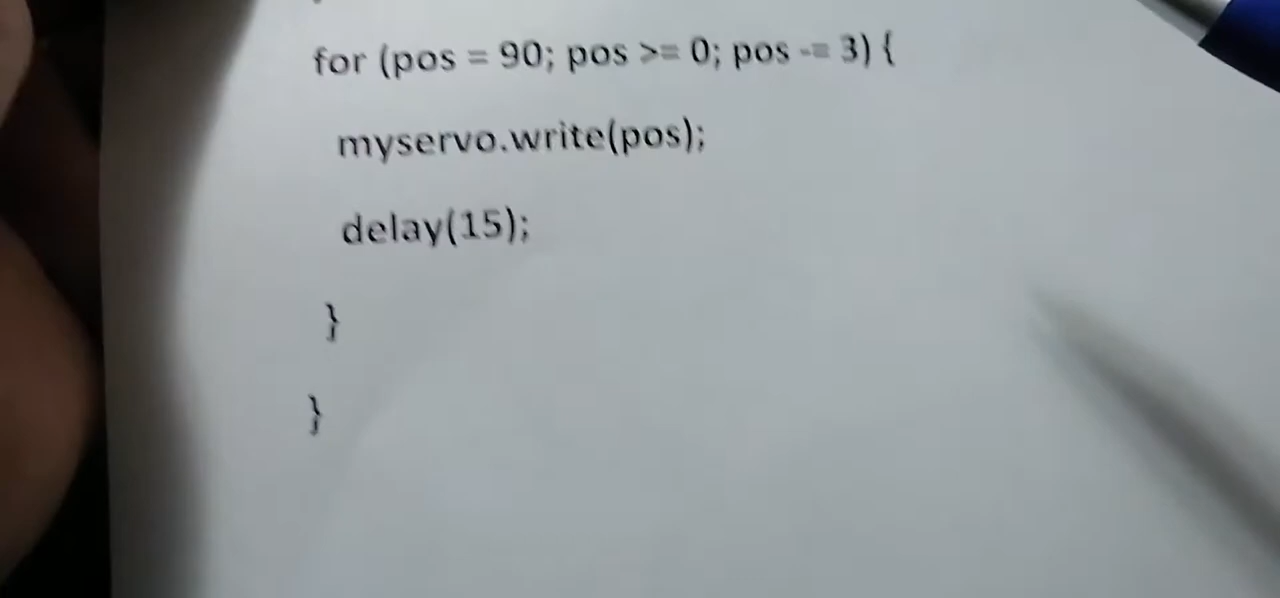 for (pos = 90; pos >= 0; pos -= 3) {
myservo.write(pos);
delay(15);
}
}